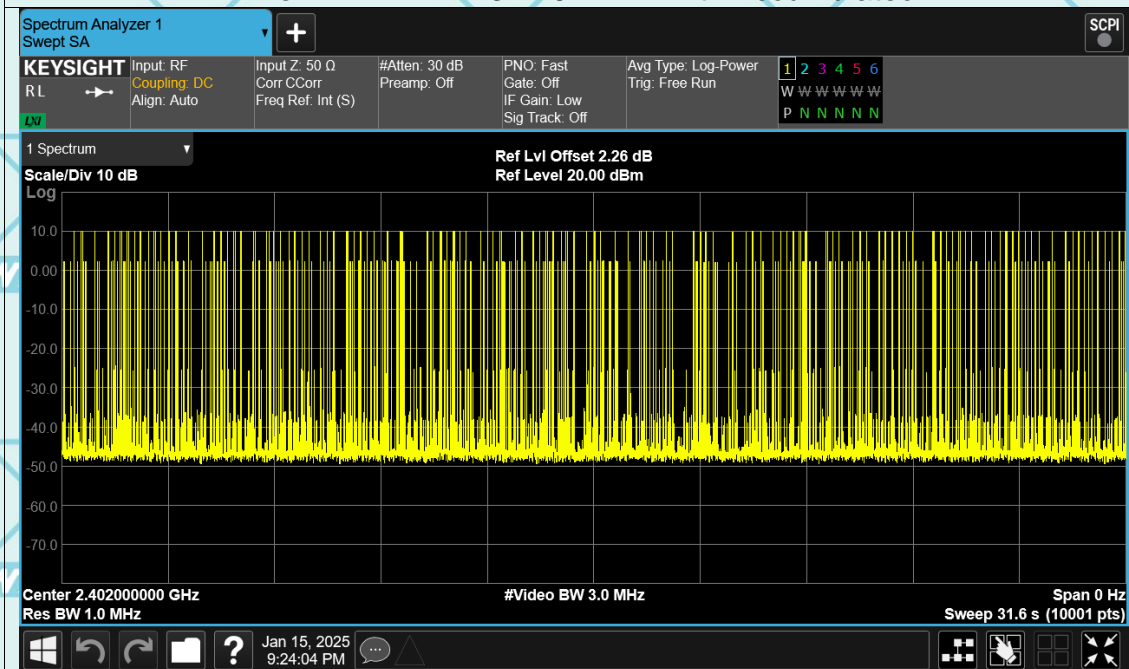 Spectrum Analyzer 1
Swept SA
+
SCPI
KEYSIGHT
RL
LXI
Input: RF
Coupling: DC
Align: Auto
Input Z: 50 Ω
Corr CCorr
Freq Ref: Int (S)
#Atten: 30 dB
Preamp: Off
PNO: Fast
Gate: Off
IF Gain: Low
Sig Track: Off
Avg Type: Log-Power
Trig: Free Run
1 2 3 4 5 6
W W W W W W
P N N N N N
1 Spectrum
Scale/Div 10 dB
Ref Lvl Offset 2.26 dB
Ref Level 20.00 dBm
Log
10.0
0.00
-10.0
-20.0
-30.0
-40.0
-50.0
-60.0
-70.0
Center 2.402000000 GHz
#Video BW 3.0 MHz
Span 0 Hz
Res BW 1.0 MHz
Sweep 31.6 s (10001 pts)
?
Jan 15, 2025
9:24:04 PM